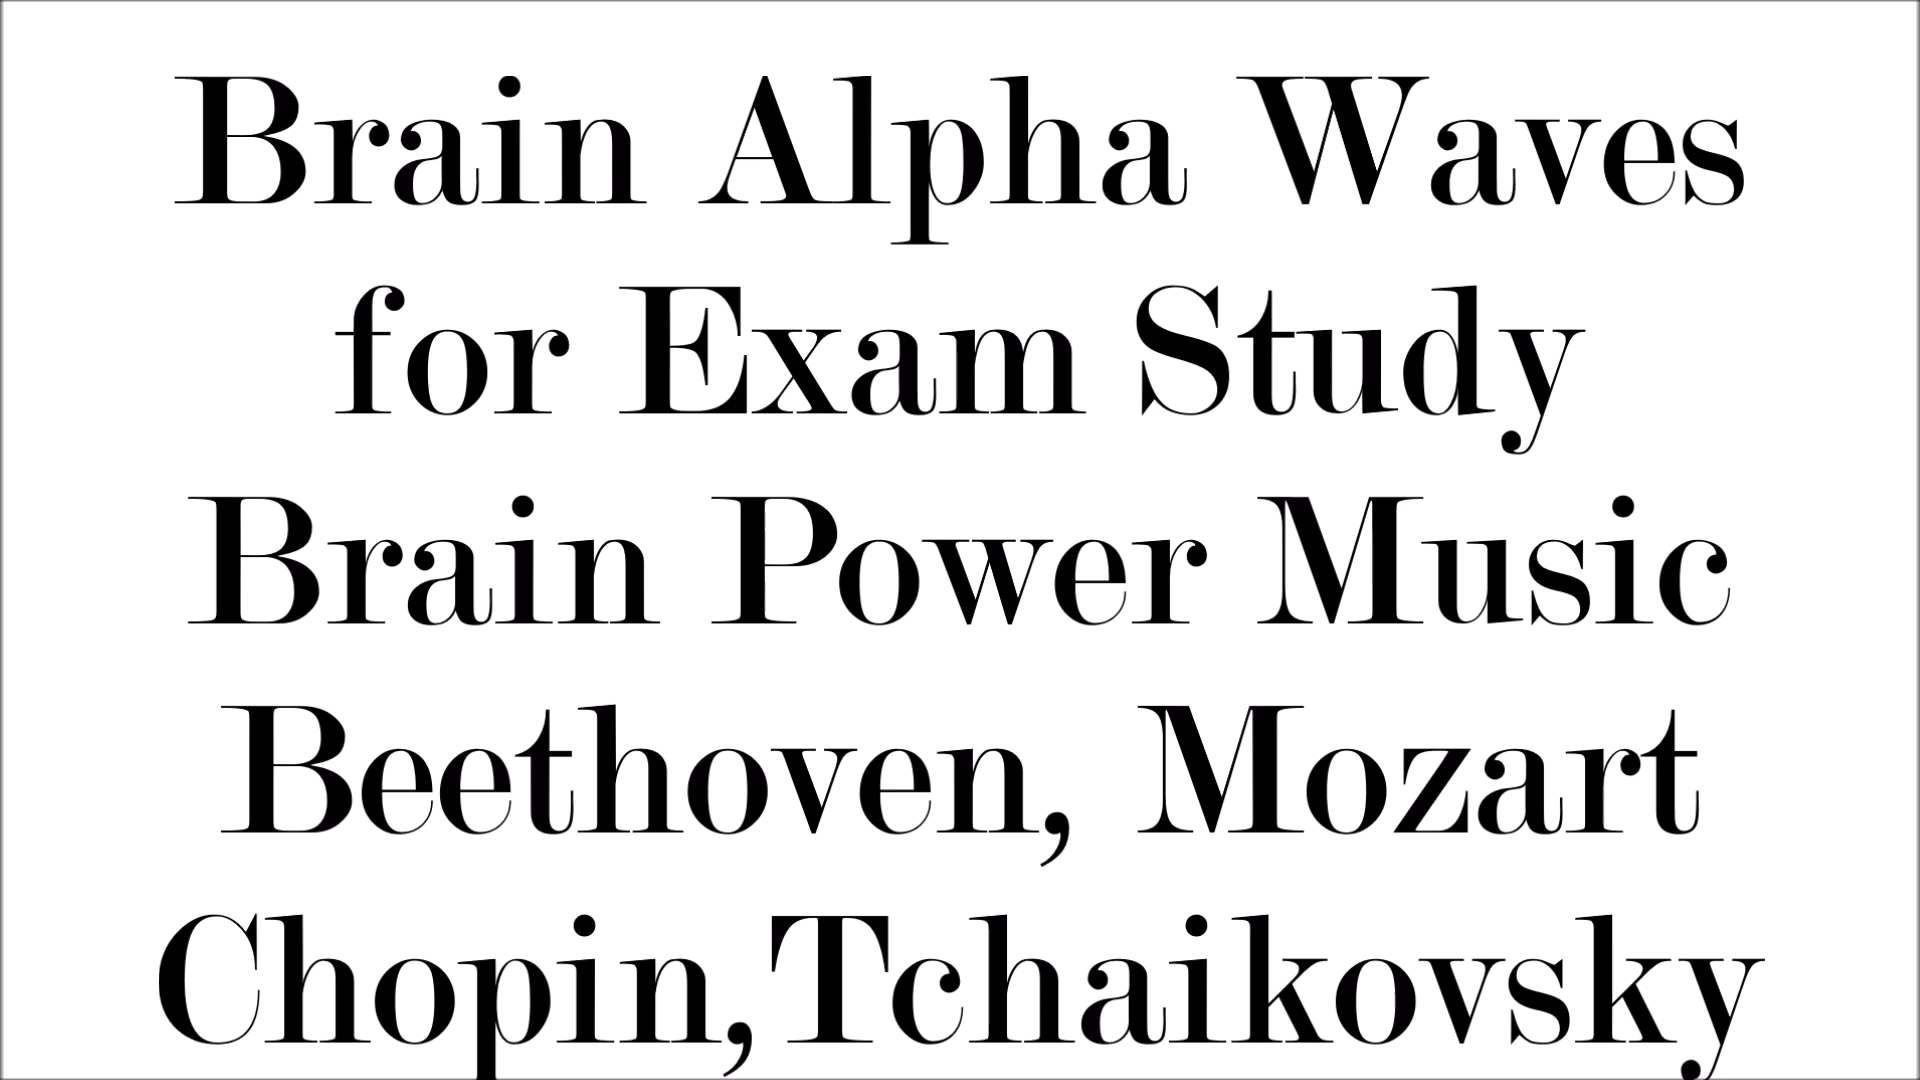 Brain Alpha Waves
for Exam Study
Brain Power Music
Beethoven, Mozart
Chopin,Tchaikovsky